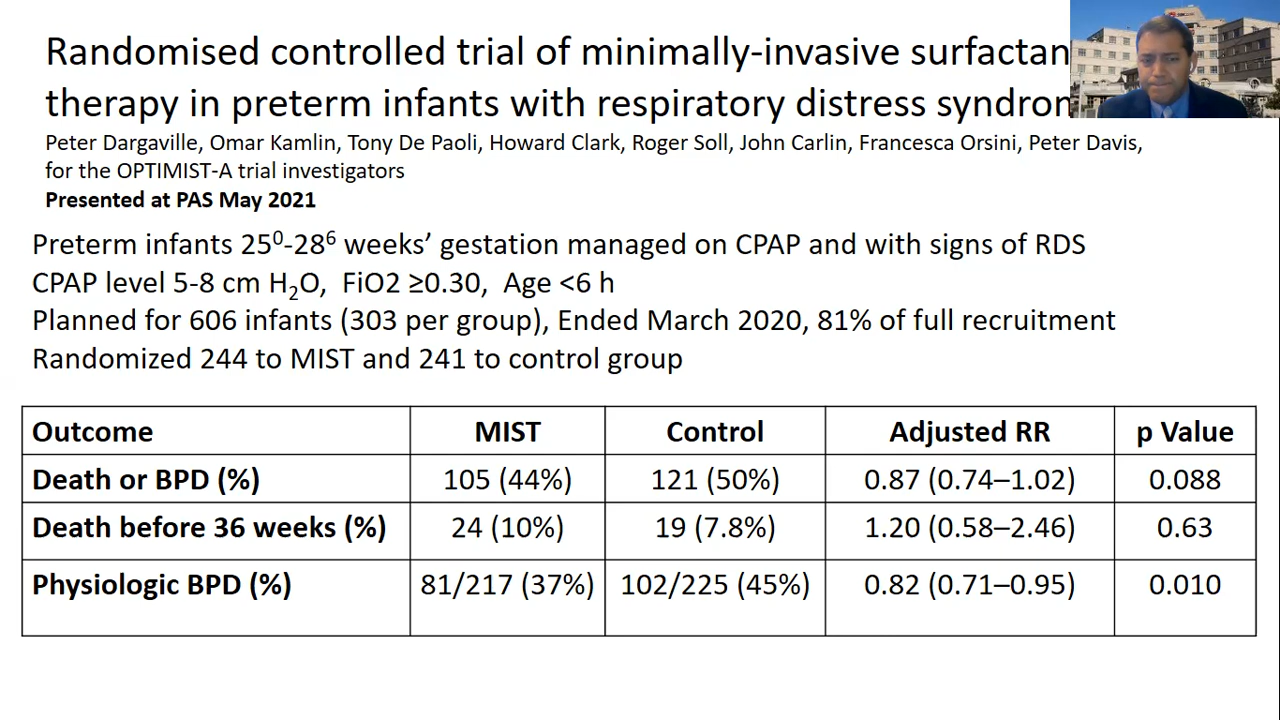 Randomised controlled trial of minimally-invasive surfactan
therapy in preterm infants with respiratory distress syndron
Peter Dargaville, Omar Kamlin, Tony De Paoli, Howard Clark, Roger Soll, John Carlin, Francesca Orsini, Peter Davis,
for the OPTIMIST-A trial investigators
Presented at PAS May 2021
Preterm infants 25⁰-28⁶ weeks’ gestation managed on CPAP and with signs of RDS
CPAP level 5-8 cm H₂O, FiO2 ≥0.30, Age <6 h
Planned for 606 infants (303 per group), Ended March 2020, 81% of full recruitment
Randomized 244 to MIST and 241 to control group
Outcome MIST Control Adjusted RR p Value
Death or BPD (%) 105 (44%) 121 (50%) 0.87 (0.74–1.02) 0.088
Death before 36 weeks (%) 24 (10%) 19 (7.8%) 1.20 (0.58–2.46) 0.63
Physiologic BPD (%) 81/217 (37%) 102/225 (45%) 0.82 (0.71–0.95) 0.010